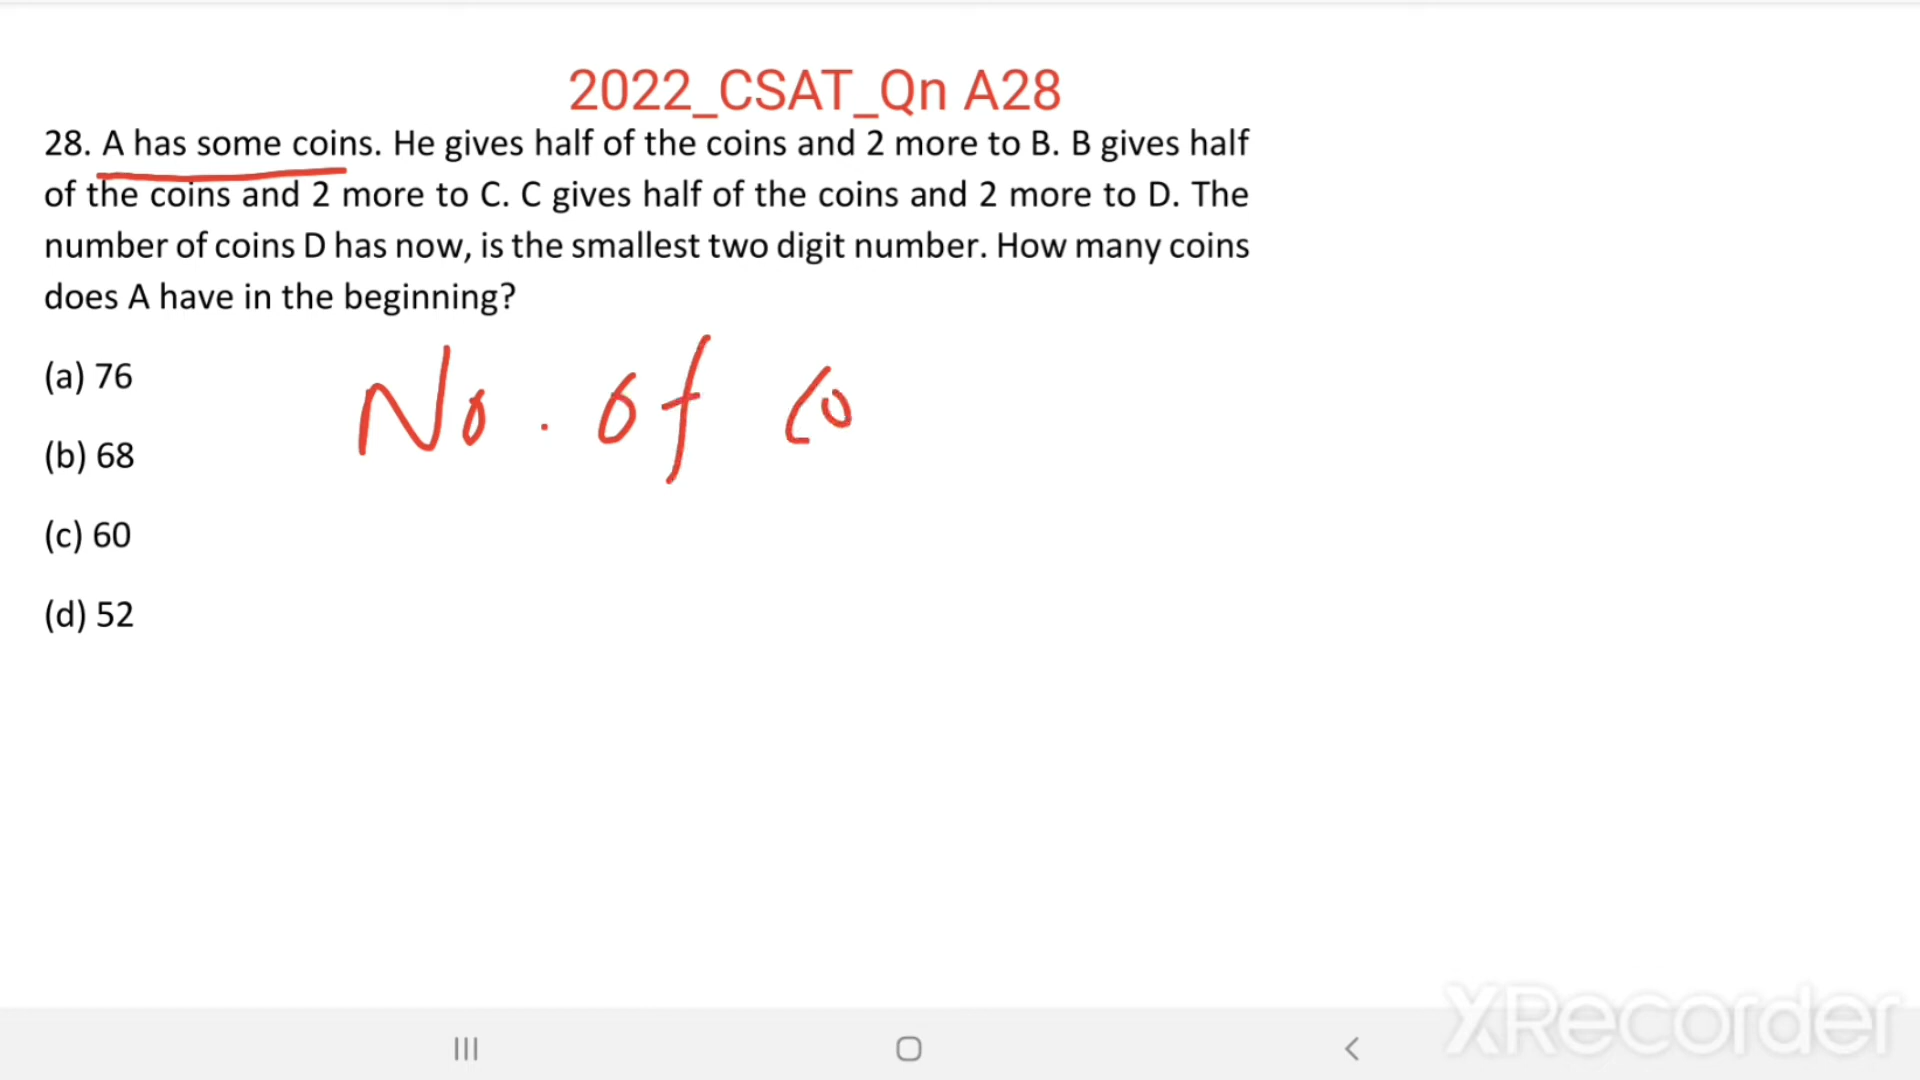 2022_CSAT_Qn A28
28. A has some coins. He gives half of the coins and 2 more to B. B gives half
of the coins and 2 more to C. C gives half of the coins and 2 more to D. The
number of coins D has now, is the smallest two digit number. How many coins
does A have in the beginning?
(a) 76
No. of co
(b) 68
(c) 60
(d) 52
XRecorder